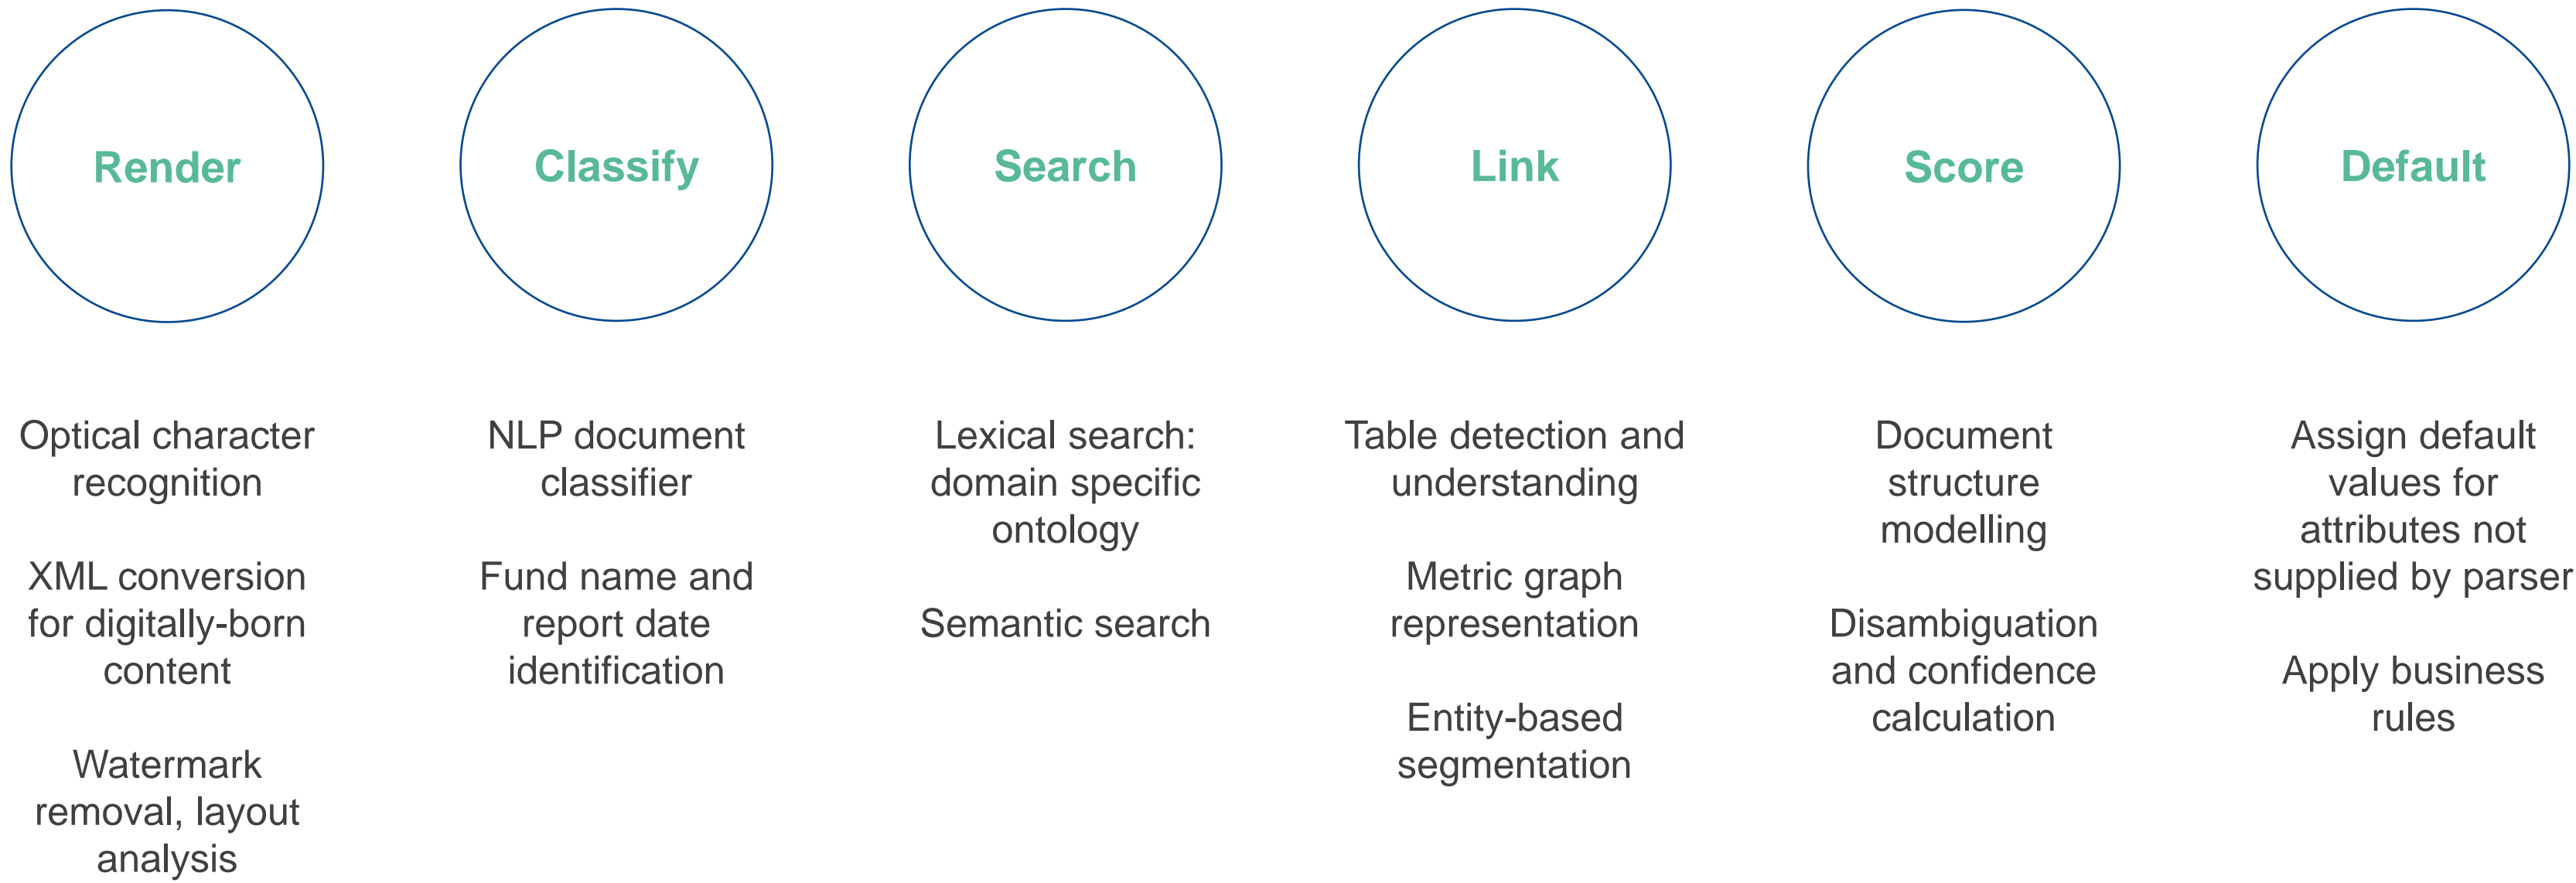 Render
Classify
Search
Link
Score
Default
Optical character
recognition
XML conversion
for digitally-born
content
Watermark
removal, layout
analysis
NLP document
classifier
Fund name and
report date
identification
Lexical search:
domain specific
ontology
Semantic search
Table detection and
understanding
Metric graph
representation
Entity-based
segmentation
Document
structure
modelling
Disambiguation
and confidence
calculation
Assign default
values for
attributes not
supplied by parser
Apply business
rules